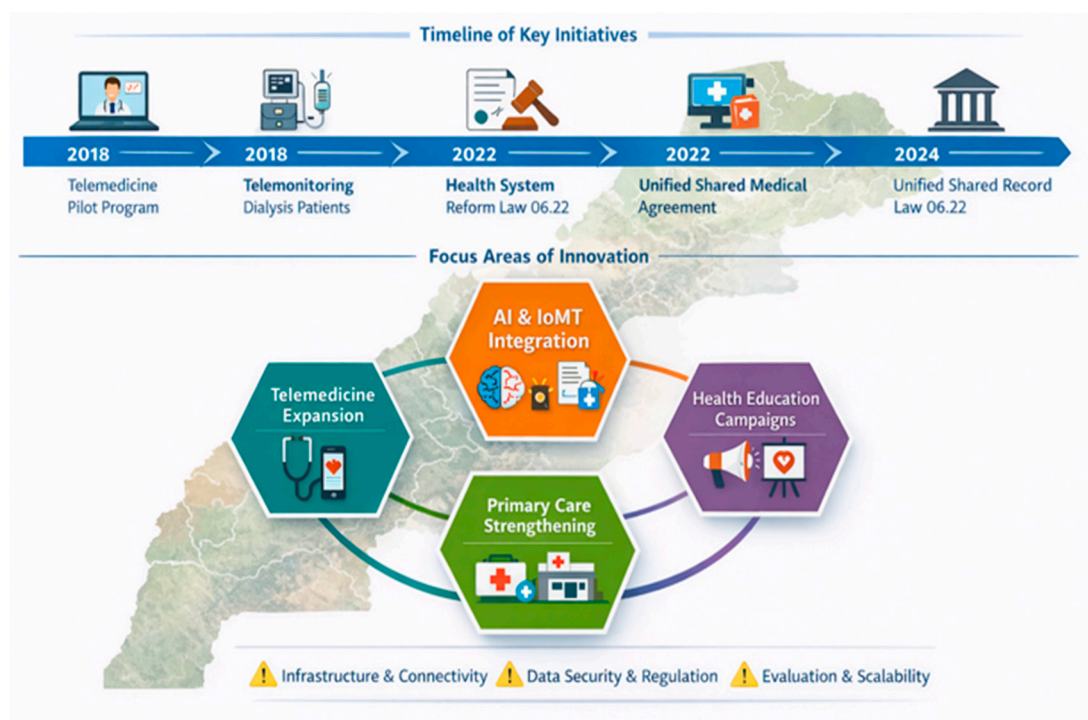 Timeline of Key Initiatives
2018
2018
2022
2022
2024
Telemedicine
Pilot Program
Telemonitoring
Dialysis Patients
Health System
Reform Law 06.22
Unified Shared Medical
Agreement
Unified Shared Record
Law 06.22
Focus Areas of Innovation
AI & IoMT
Integration
Telemedicine
Expansion
Health Education
Campaigns
Primary Care
Strengthening
Infrastructure & Connectivity
Data Security & Regulation
Evaluation & Scalability